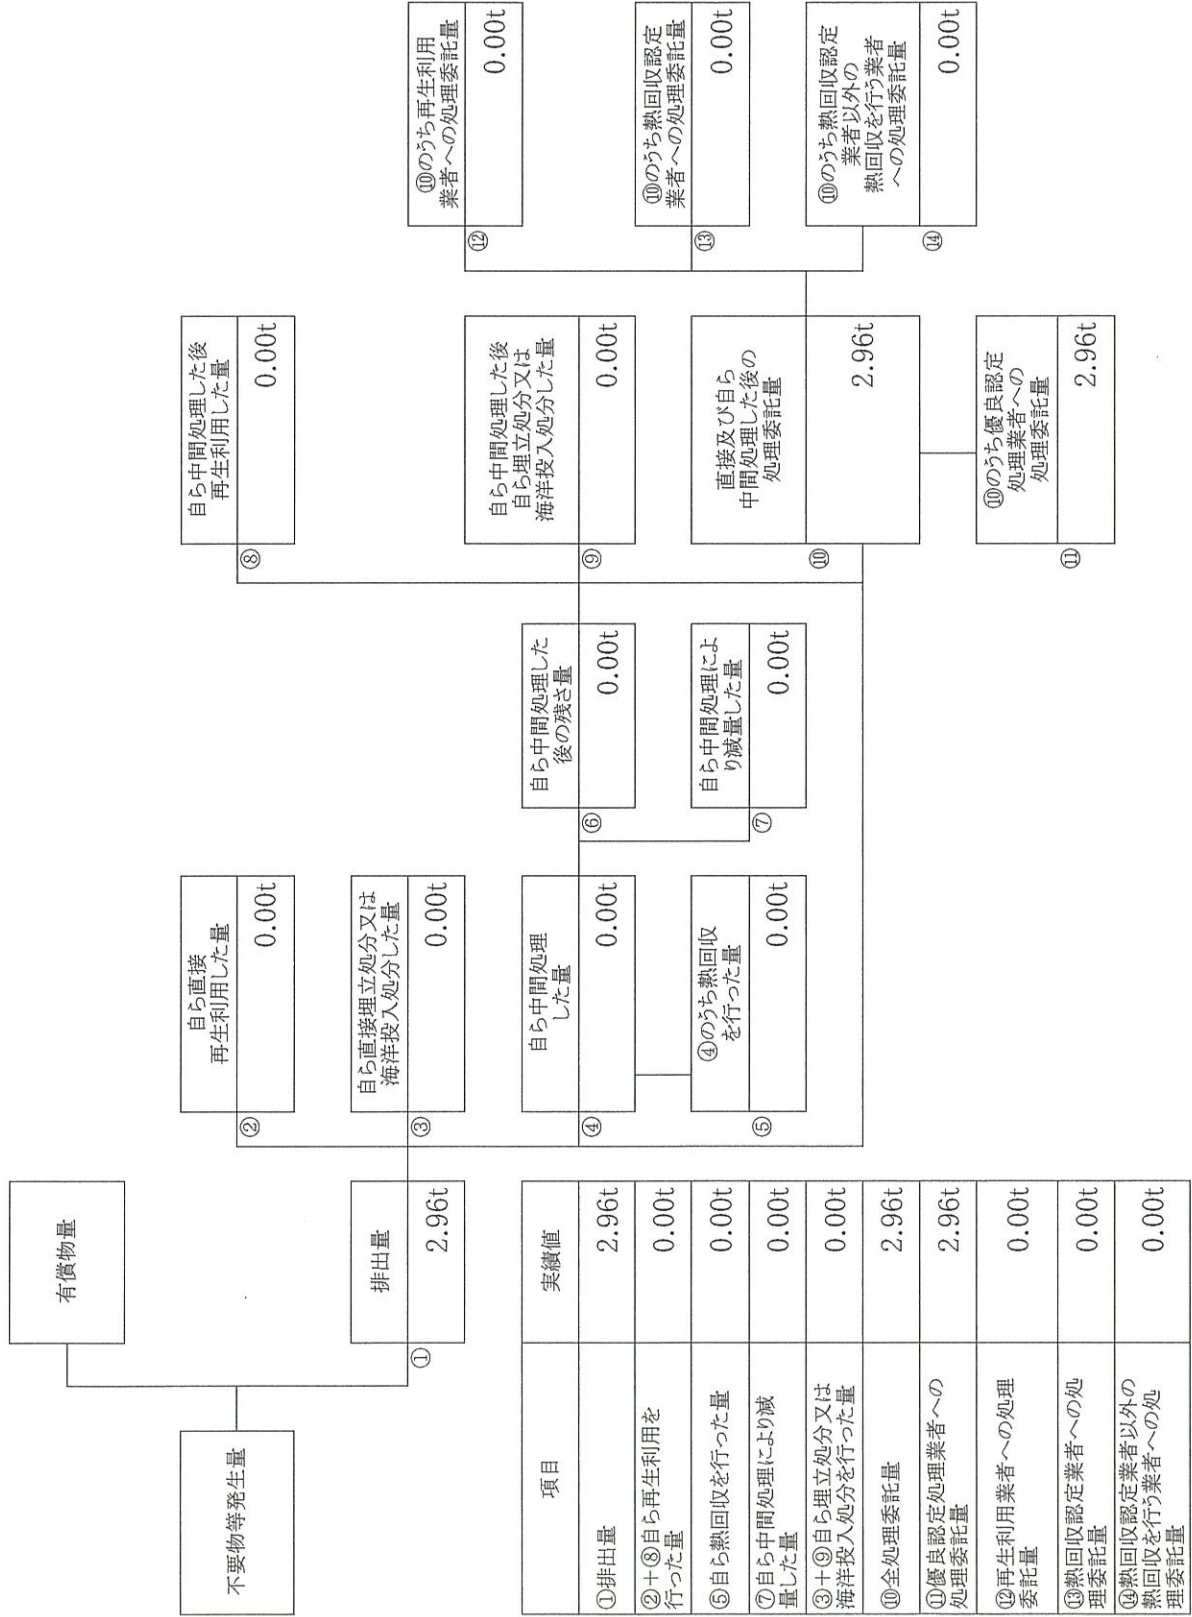 不要物等発生量
有償物量
排出量
①
2.96t
自ら直接
再生利用した量
②
0.00t
自ら直接埋立処分又は
海洋投入処分した量
③
0.00t
自ら中間処理
した量
④
0.00t
④のうち熱回収
を行った量
⑤
0.00t
自ら中間処理した
後の残さ量
⑥
0.00t
自ら中間処理によ
り減量した量
⑦
0.00t
自ら中間処理した後
再生利用した量
⑧
0.00t
自ら中間処理した後
自ら埋立処分又は
海洋投入処分した量
⑨
0.00t
直接及び自ら
中間処理した後の
処理委託量
⑩
2.96t
⑩のうち優良認定
処理業者への
処理委託量
⑪
2.96t
⑩のうち再生利用
業者への処理委託量
⑫
0.00t
⑩のうち熱回収認定
業者への処理委託量
⑬
0.00t
⑩のうち熱回収認定
業者以外の
熱回収を行う業者
への処理委託量
⑭
0.00t
項目 実績値
①排出量 2.96t
②+⑧自ら再生利用を
行った量 0.00t
⑤自ら熱回収を行った量 0.00t
⑦自ら中間処理により減
量した量 0.00t
③+⑨自ら埋立処分又は
海洋投入処分を行った量 0.00t
⑩全処理委託量 2.96t
⑪優良認定処理業者への
処理委託量 2.96t
⑫再生利用業者への処理
委託量 0.00t
⑬熱回収認定業者への処
理委託量 0.00t
⑭熱回収認定業者以外の
熱回収を行う業者への処
理委託量 0.00t